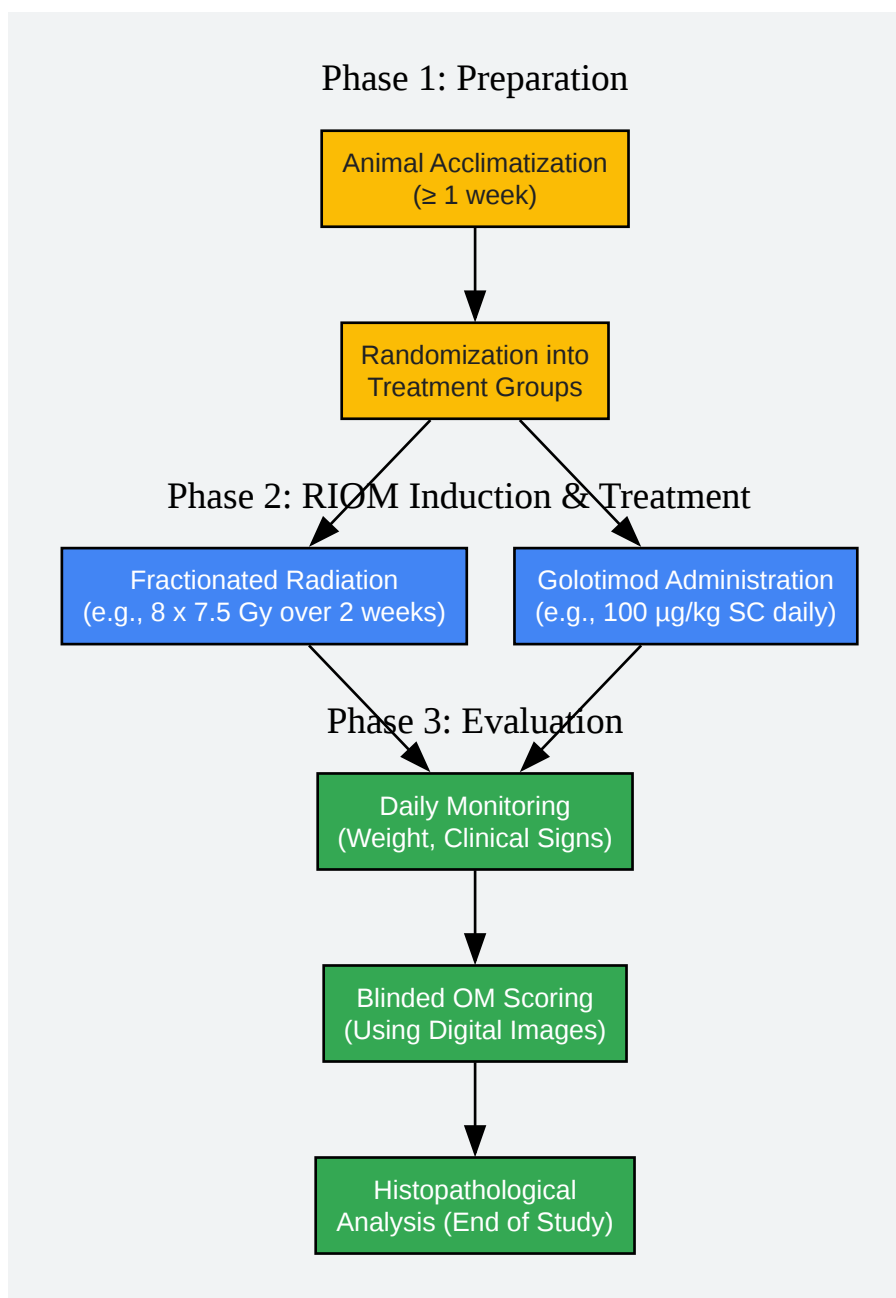 Phase 1: Preparation
Animal Acclimatization
(≥ 1 week)
Randomization into
Treatment Groups
Phase 2: RIOM Induction & Treatment
Fractionated Radiation
(e.g., 8 x 7.5 Gy over 2 weeks)
Golotimod Administration
(e.g., 100 µg/kg SC daily)
Phase 3: Evaluation
Daily Monitoring
(Weight, Clinical Signs)
Blinded OM Scoring
(Using Digital Images)
Histopathological
Analysis (End of Study)